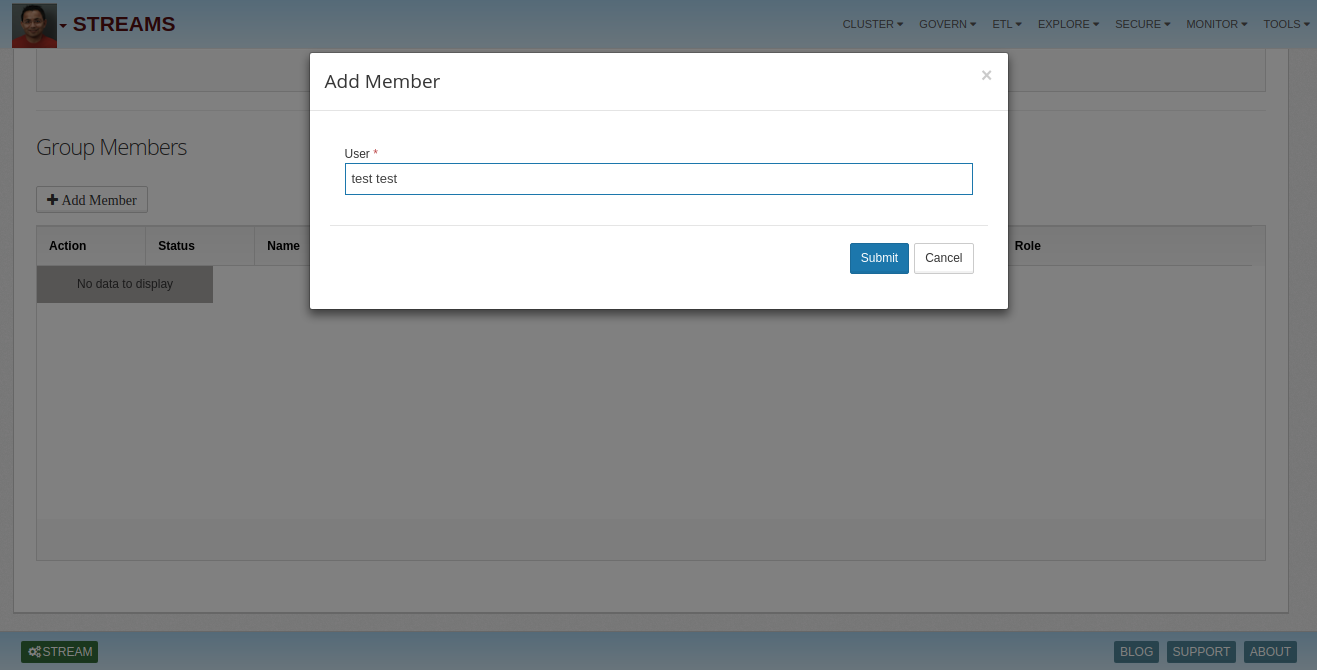 STREAMS
CLUSTER GOVERN ETL EXPLORE SECURE MONITOR TOOLS
Add Member
×
User *
test test
Submit Cancel
Group Members
Add Member
Action Status Name Role
No data to display
STREAM
BLOG SUPPORT ABOUT